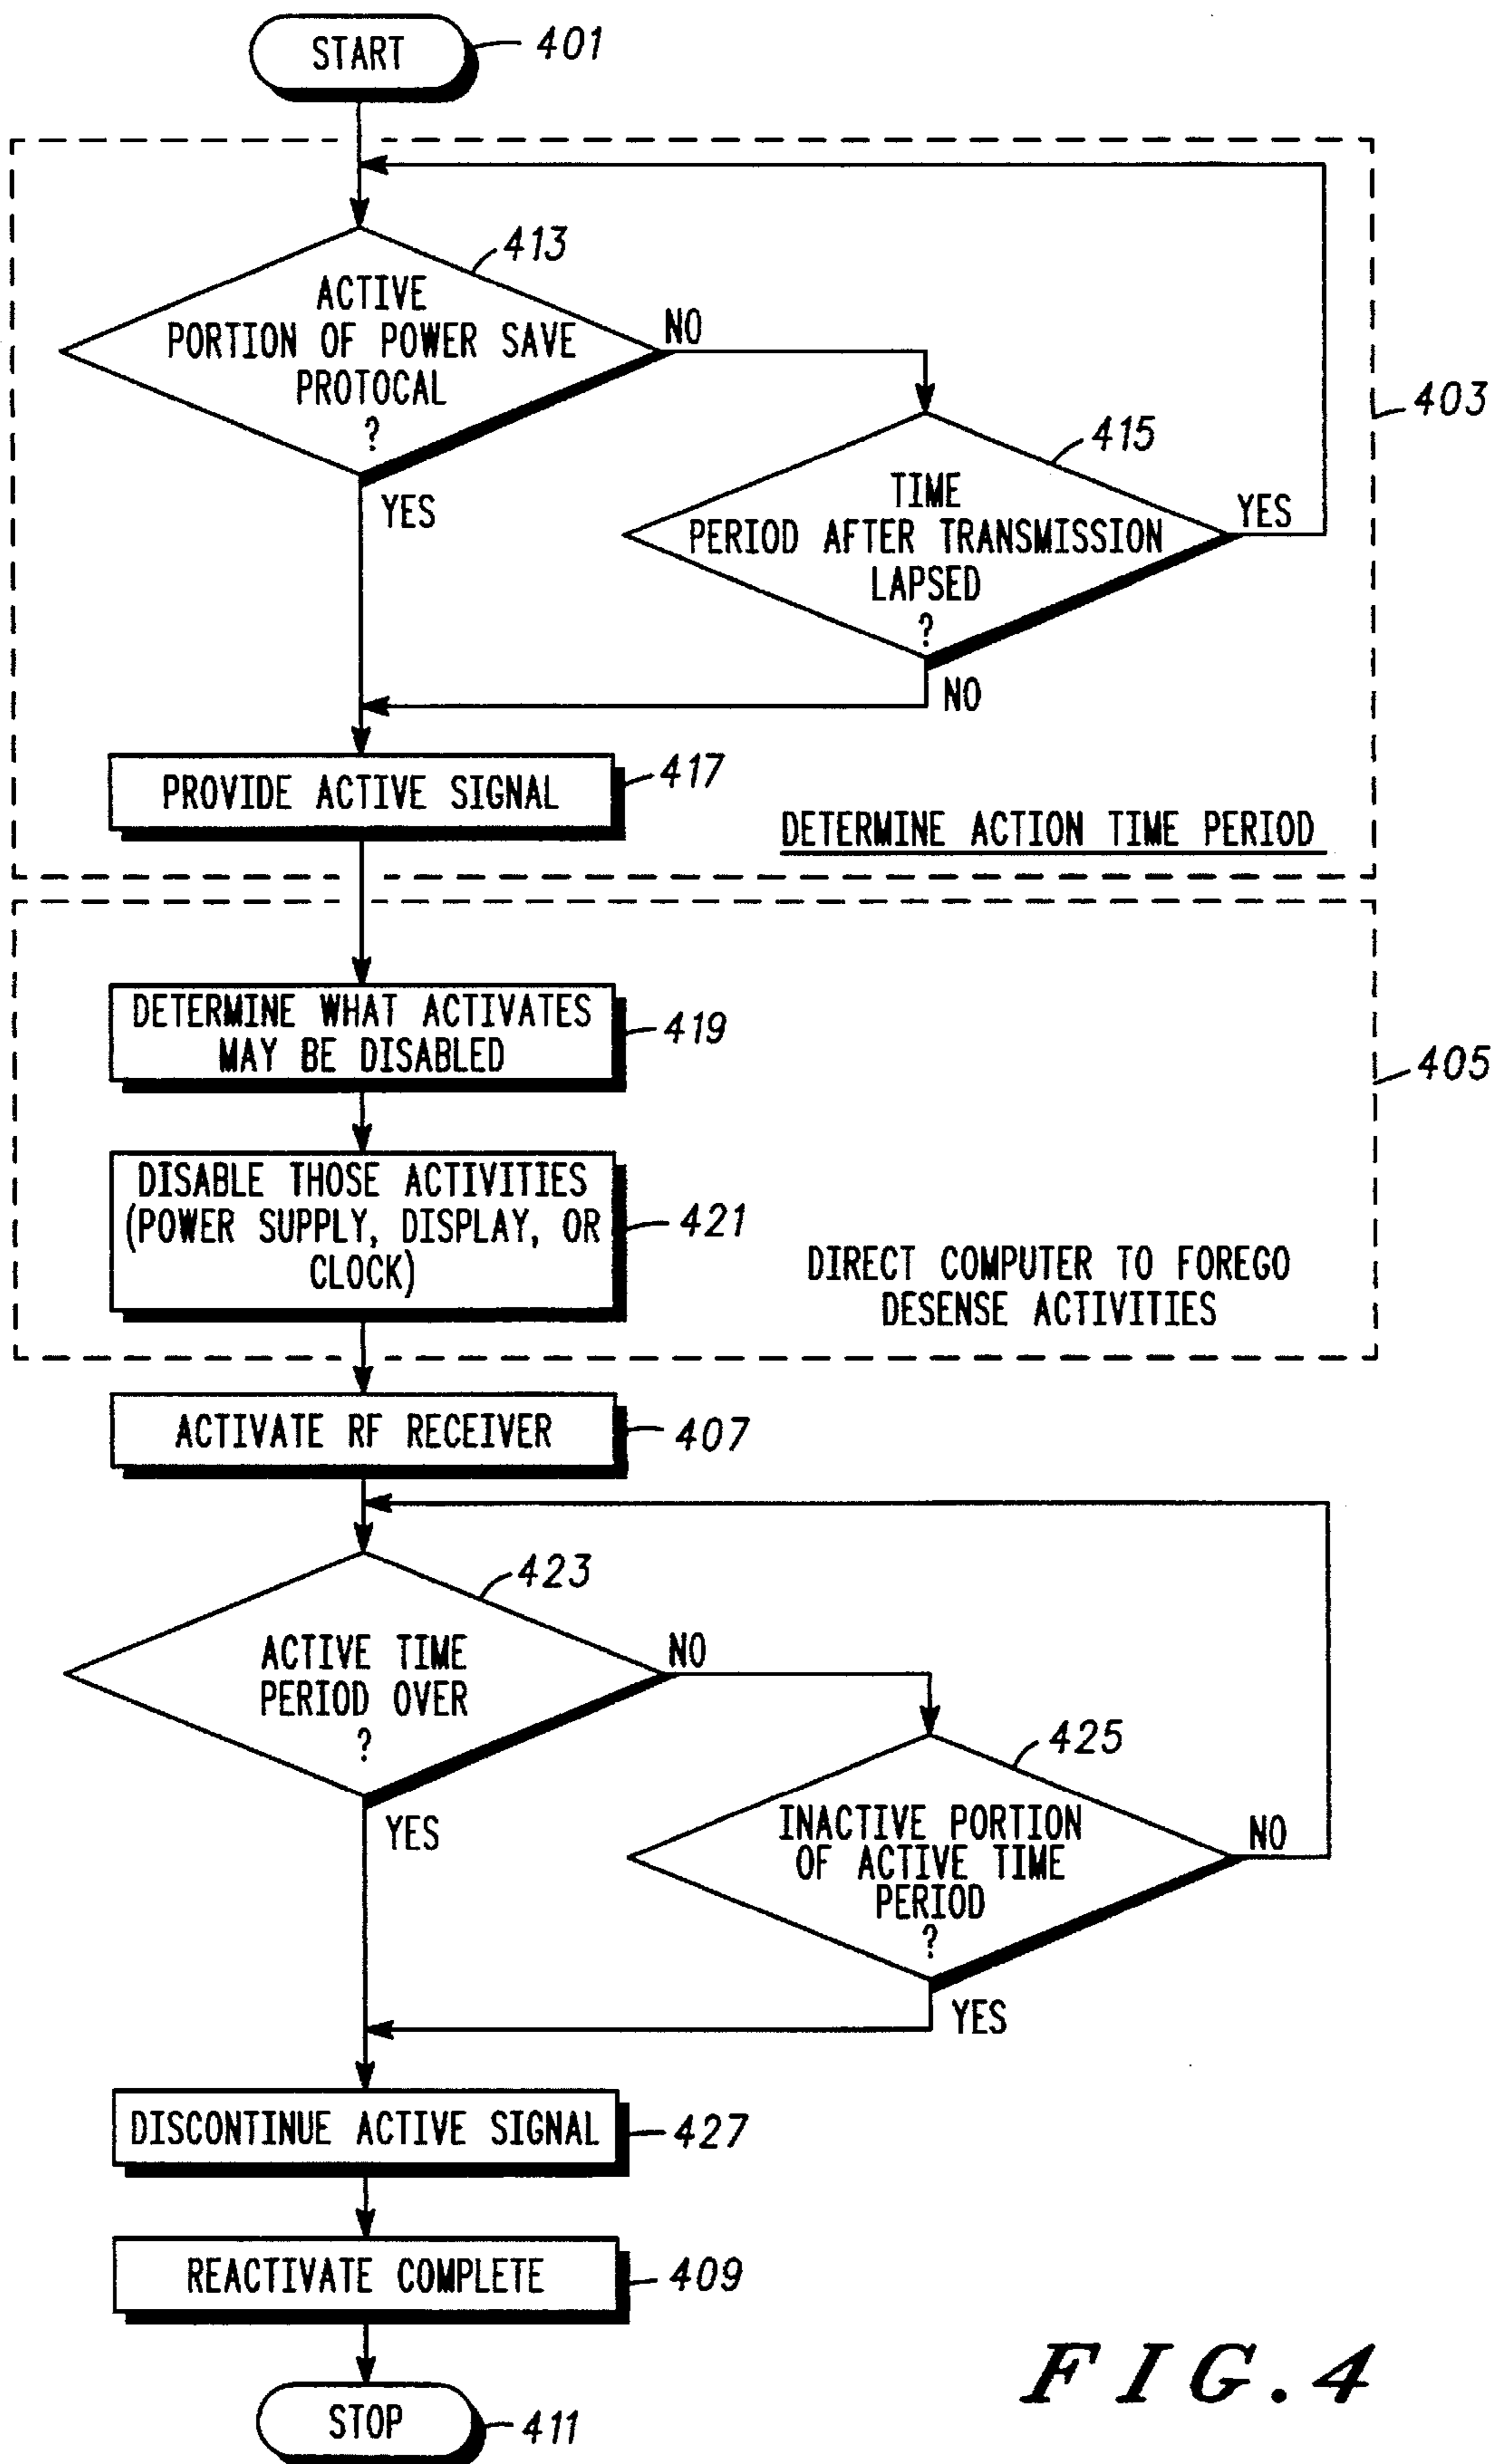 START
401
413
ACTIVE
PORTION OF POWER SAVE
PROTOCAL
?
NO
YES
403
415
TIME
PERIOD AFTER TRANSMISSION
LAPSED
?
YES
NO
PROVIDE ACTIVE SIGNAL
417
DETERMINE ACTION TIME PERIOD
DETERMINE WHAT ACTIVATES
MAY BE DISABLED
419
405
DISABLE THOSE ACTIVITIES
(POWER SUPPLY, DISPLAY, OR
CLOCK)
421
DIRECT COMPUTER TO FOREGO
DESENSE ACTIVITIES
ACTIVATE RF RECEIVER
407
423
ACTIVE TIME
PERIOD OVER
?
NO
YES
425
INACTIVE PORTION
OF ACTIVE TIME
PERIOD
?
NO
YES
DISCONTINUE ACTIVE SIGNAL
427
REACTIVATE COMPLETE
409
STOP
411
FIG.4